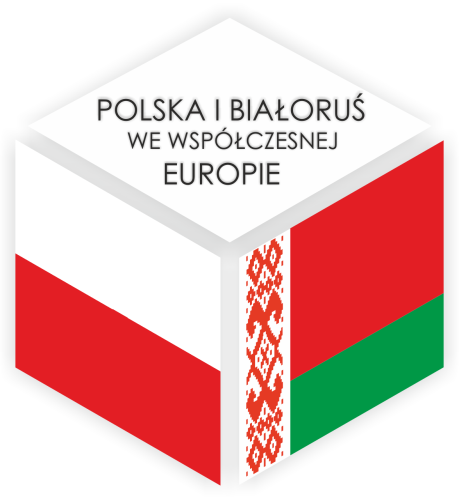 POLSKA I BIAŁORUŚ
WE WSPÓŁCZESNEJ
EUROPIE